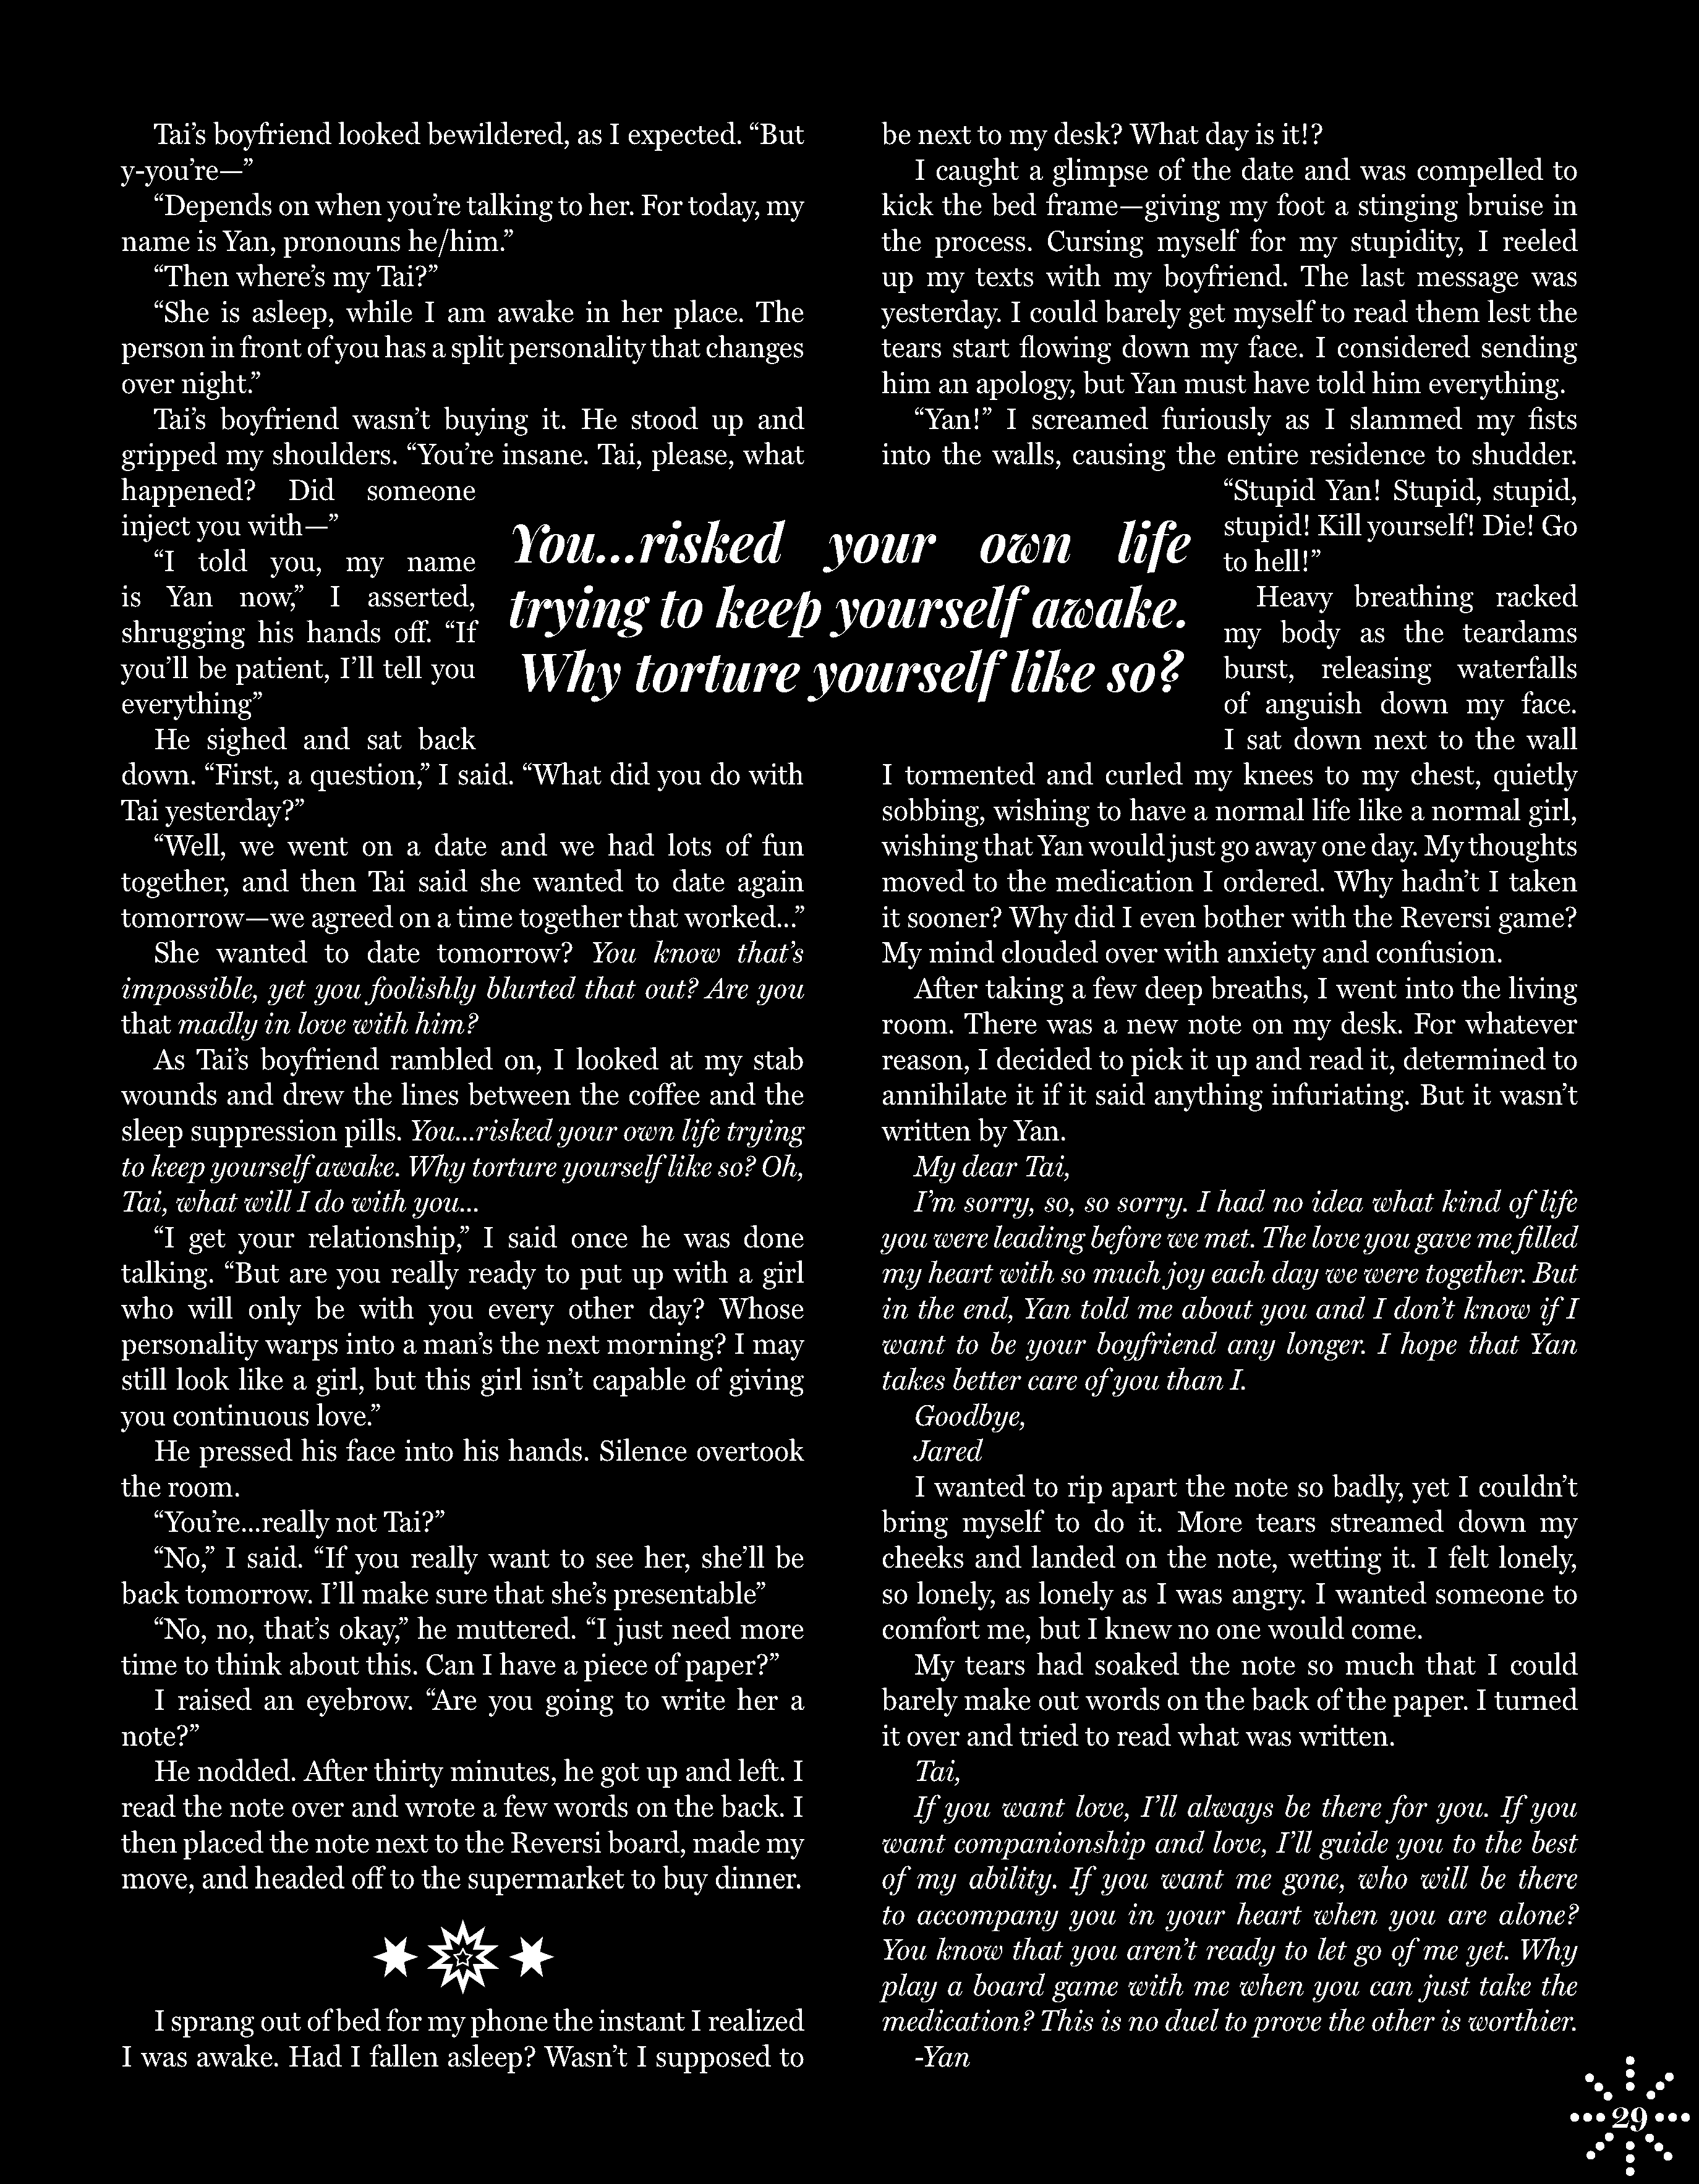 Tai’s boyfriend looked bewildered, as I expected. “But
y-you’re—”
“Depends on when you’re talking to her. For today, my
name is Yan, pronouns he/him.”
“Then where’s my Tai?”
“She is asleep, while I am awake in her place. The
person in front of you has a split personality that changes
over night.”
Tai’s boyfriend wasn’t buying it. He stood up and
gripped my shoulders. “You’re insane. Tai, please, what
happened? Did someone
inject you with—”
“I told you, my name
is Yan now,” I asserted,
shrugging his hands off. “If
you’ll be patient, I’ll tell you
everything”
He sighed and sat back
down. “First, a question,” I said. “What did you do with
Tai yesterday?”
“Well, we went on a date and we had lots of fun
together, and then Tai said she wanted to date again
tomorrow—we agreed on a time together that worked...”
She wanted to date tomorrow? You know that’s
impossible, yet you foolishly blurted that out? Are you
that madly in love with him?
As Tai’s boyfriend rambled on, I looked at my stab
wounds and drew the lines between the coffee and the
sleep suppression pills. You...risked your own life trying
to keep yourself awake. Why torture yourself like so? Oh,
Tai, what will I do with you...
“I get your relationship,” I said once he was done
talking. “But are you really ready to put up with a girl
who will only be with you every other day? Whose
personality warps into a man’s the next morning? I may
still look like a girl, but this girl isn’t capable of giving
you continuous love.”
He pressed his face into his hands. Silence overtook
the room.
“You’re...really not Tai?”
“No,” I said. “If you really want to see her, she’ll be
back tomorrow. I’ll make sure that she’s presentable”
“No, no, that’s okay,” he muttered. “I just need more
time to think about this. Can I have a piece of paper?”
I raised an eyebrow. “Are you going to write her a
note?”
He nodded. After thirty minutes, he got up and left. I
read the note over and wrote a few words on the back. I
then placed the note next to the Reversi board, made my
move, and headed off to the supermarket to buy dinner.
I sprang out of bed for my phone the instant I realized
I was awake. Had I fallen asleep? Wasn’t I supposed to
You...risked your own life
trying to keep yourself awake.
Why torture yourself like so?
be next to my desk? What day is it!?
I caught a glimpse of the date and was compelled to
kick the bed frame—giving my foot a stinging bruise in
the process. Cursing myself for my stupidity, I reeled
up my texts with my boyfriend. The last message was
yesterday. I could barely get myself to read them lest the
tears start flowing down my face. I considered sending
him an apology, but Yan must have told him everything.
“Yan!” I screamed furiously as I slammed my fists
into the walls, causing the entire residence to shudder.
“Stupid Yan! Stupid, stupid,
stupid! Kill yourself! Die! Go
to hell!”
Heavy breathing racked
my body as the teardams
burst, releasing waterfalls
of anguish down my face.
I sat down next to the wall
I tormented and curled my knees to my chest, quietly
sobbing, wishing to have a normal life like a normal girl,
wishing that Yan would just go away one day. My thoughts
moved to the medication I ordered. Why hadn’t I taken
it sooner? Why did I even bother with the Reversi game?
My mind clouded over with anxiety and confusion.
After taking a few deep breaths, I went into the living
room. There was a new note on my desk. For whatever
reason, I decided to pick it up and read it, determined to
annihilate it if it said anything infuriating. But it wasn’t
written by Yan.
My dear Tai,
I’m sorry, so, so sorry. I had no idea what kind of life
you were leading before we met. The love you gave me filled
my heart with so much joy each day we were together. But
in the end, Yan told me about you and I don’t know if I
want to be your boyfriend any longer. I hope that Yan
takes better care of you than I.
Goodbye,
Jared
I wanted to rip apart the note so badly, yet I couldn’t
bring myself to do it. More tears streamed down my
cheeks and landed on the note, wetting it. I felt lonely,
so lonely, as lonely as I was angry. I wanted someone to
comfort me, but I knew no one would come.
My tears had soaked the note so much that I could
barely make out words on the back of the paper. I turned
it over and tried to read what was written.
Tai,
If you want love, I’ll always be there for you. If you
want companionship and love, I’ll guide you to the best
of my ability. If you want me gone, who will be there
to accompany you in your heart when you are alone?
You know that you aren’t ready to let go of me yet. Why
play a board game with me when you can just take the
medication? This is no duel to prove the other is worthier.
-Yan
29